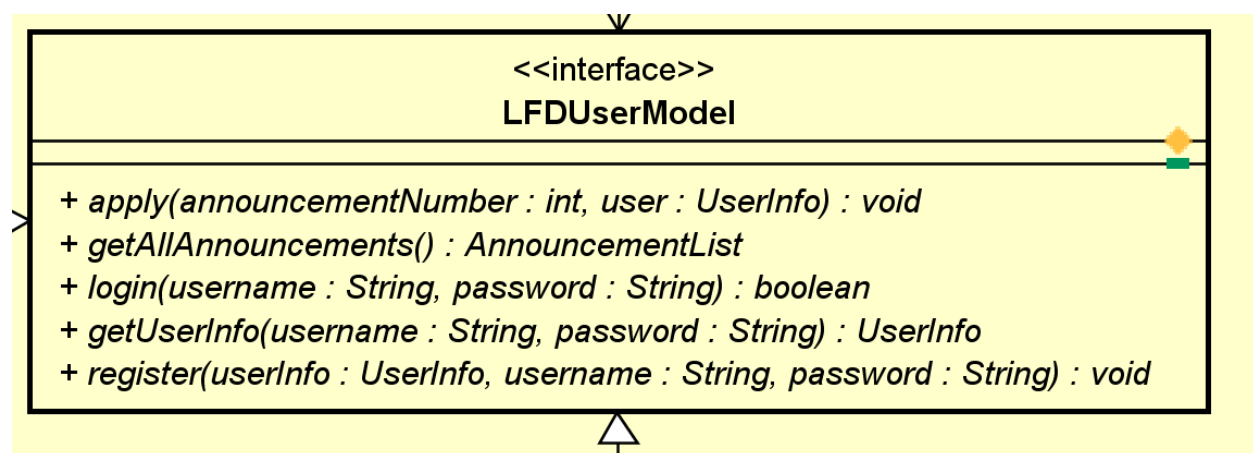 <<interface>>
LFDUserModel
+ apply(announcementNumber : int, user : UserInfo) : void
+ getAllAnnouncements() : AnnouncementList
+ login(username : String, password : String) : boolean
+ getUserInfo(username : String, password : String) : UserInfo
+ register(userInfo : UserInfo, username : String, password : String) : void